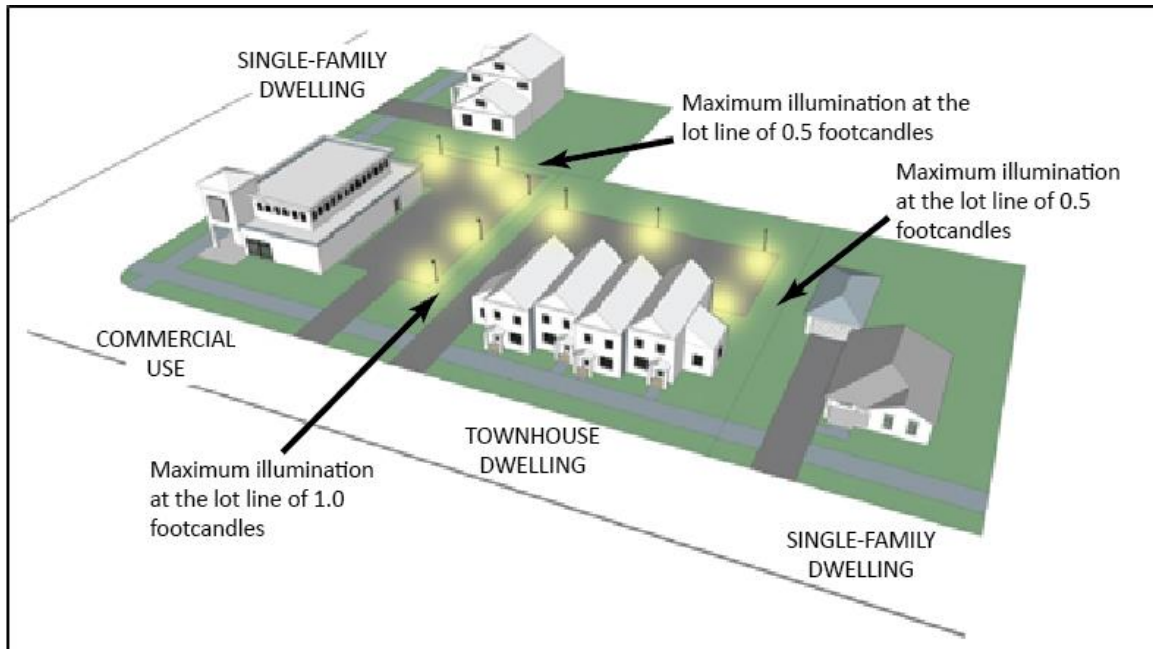 SINGLE-FAMILY
DWELLING
Maximum illumination at the
lot line of 0.5 footcandles
Maximum illumination
at the lot line of 0.5
footcandles
COMMERCIAL
USE
TOWNHOUSE
DWELLING
Maximum illumination
at the lot line of 1.0
footcandles
SINGLE-FAMILY
DWELLING